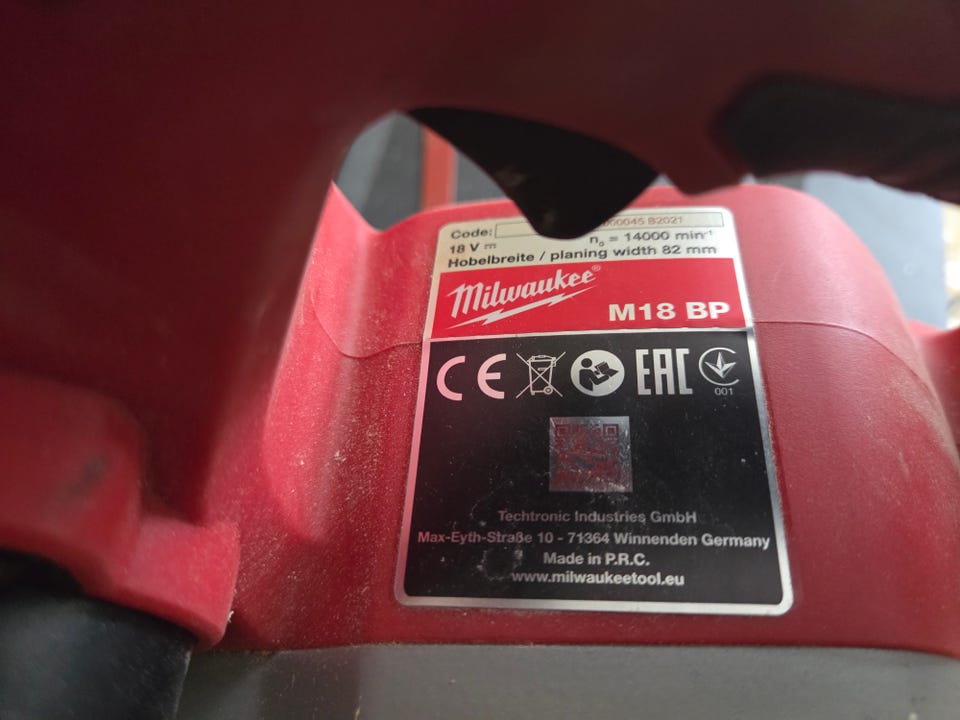 Code: 000045 B2021
18 V n₀ = 14000 min⁻¹
Hobelbreite / planing width 82 mm
Milwaukee®
M18 BP
CE EAC 001
Techtronic Industries GmbH
Max-Eyth-Straße 10 - 71364 Winnenden Germany
Made in P.R.C.
www.milwaukeetool.eu